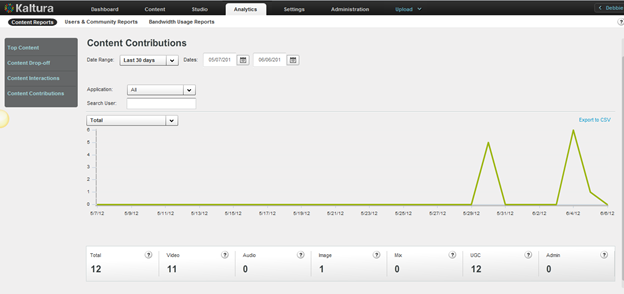 Kaltura Dashboard Content Studio Analytics Settings Administration Upload < Debbie
Content Reports Users & Community Reports Bandwidth Usage Reports ?
Top Content
Content Drop-off
Content Interactions
Content Contributions
Content Contributions
Date Range: Last 30 days Dates: 05/07/201 06/06/201
Application: All
Search User:
Total
Export to CSV
6
5
4
3
2
1
0
5/7/12 5/9/12 5/11/12 5/13/12 5/15/12 5/17/12 5/19/12 5/21/12 5/23/12 5/25/12 5/27/12 5/29/12 5/31/12 6/2/12 6/4/12 6/6/12
Total ? Video ? Audio ? Image ? Mix ? UGC ? Admin ?
12 11 0 1 0 12 0